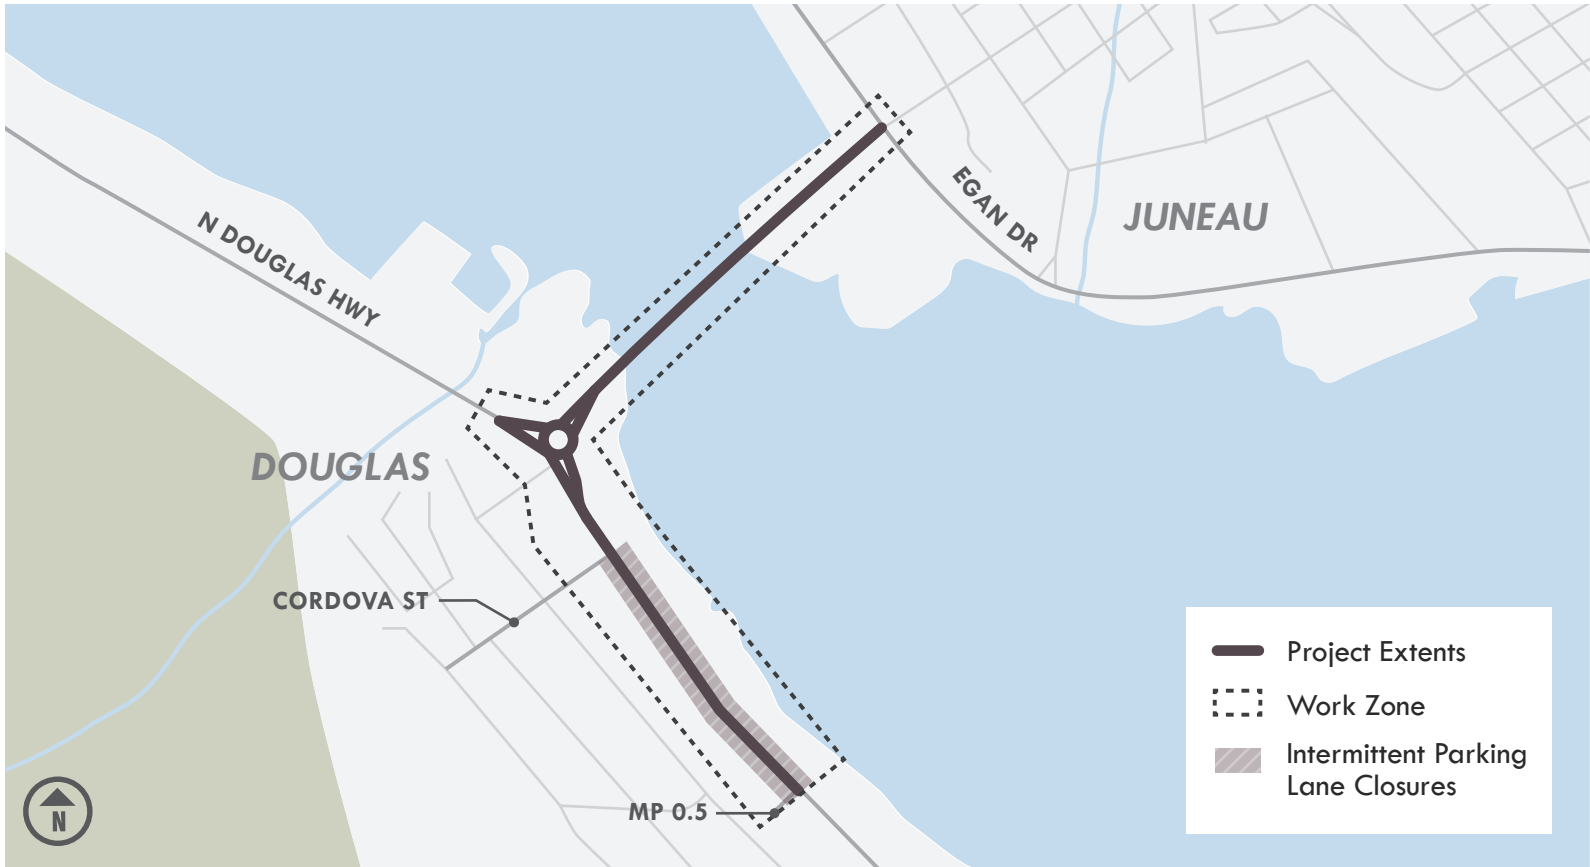 EGAN DR
JUNEAU
N DOUGLAS HWY
DOUGLAS
CORDOVA ST
MP 0.5
N
Project Extents
Work Zone
Intermittent Parking
Lane Closures